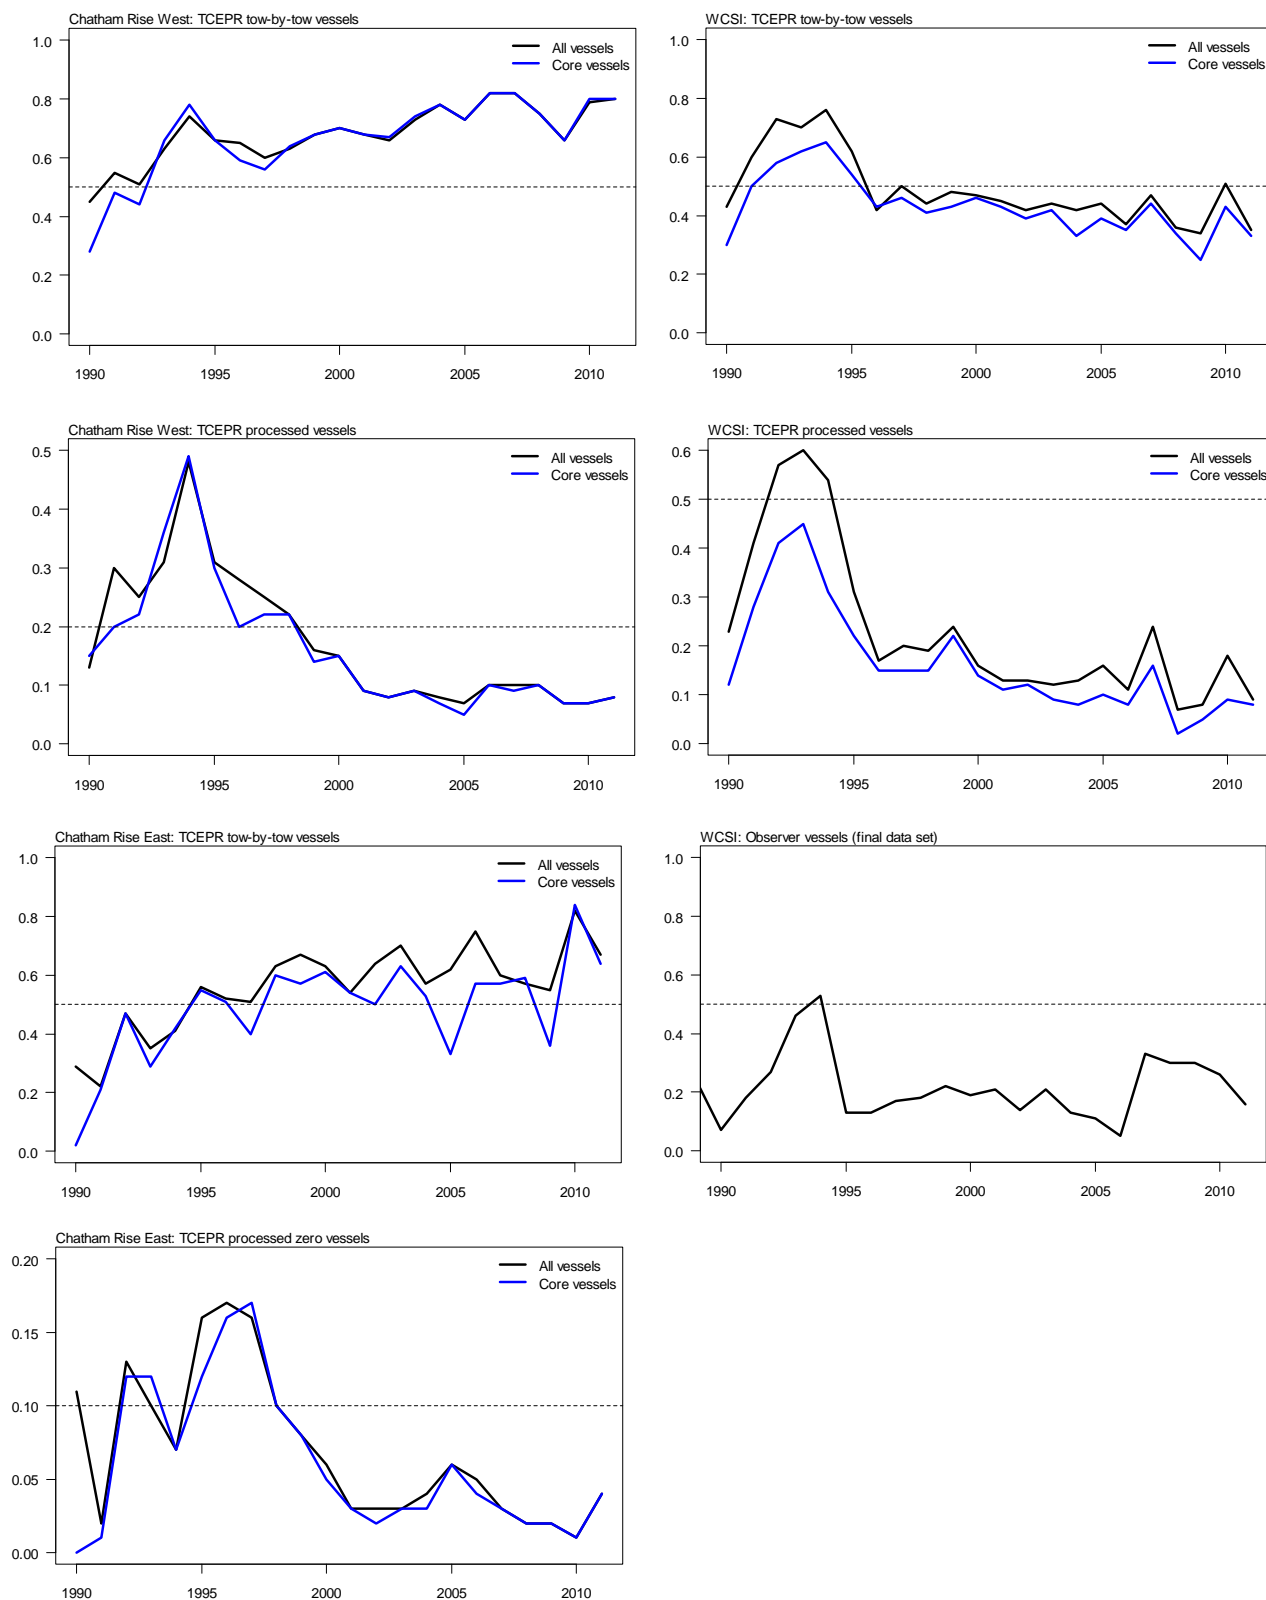 Chatham Rise West: TCEPR tow-by-tow vessels
All vessels
Core vessels
1.0
0.8
0.6
0.4
0.2
0.0
1990 1995 2000 2005 2010
WCSI: TCEPR tow-by-tow vessels
All vessels
Core vessels
1.0
0.8
0.6
0.4
0.2
0.0
1990 1995 2000 2005 2010
Chatham Rise West: TCEPR processed vessels
All vessels
Core vessels
0.5
0.4
0.3
0.2
0.1
0.0
1990 1995 2000 2005 2010
WCSI: TCEPR processed vessels
All vessels
Core vessels
0.6
0.5
0.4
0.3
0.2
0.1
0.0
1990 1995 2000 2005 2010
Chatham Rise East: TCEPR tow-by-tow vessels
All vessels
Core vessels
1.0
0.8
0.6
0.4
0.2
0.0
1990 1995 2000 2005 2010
WCSI: Observer vessels (final data set)
1.0
0.8
0.6
0.4
0.2
0.0
1990 1995 2000 2005 2010
Chatham Rise East: TCEPR processed zero vessels
All vessels
Core vessels
0.20
0.15
0.10
0.05
0.00
1990 1995 2000 2005 2010